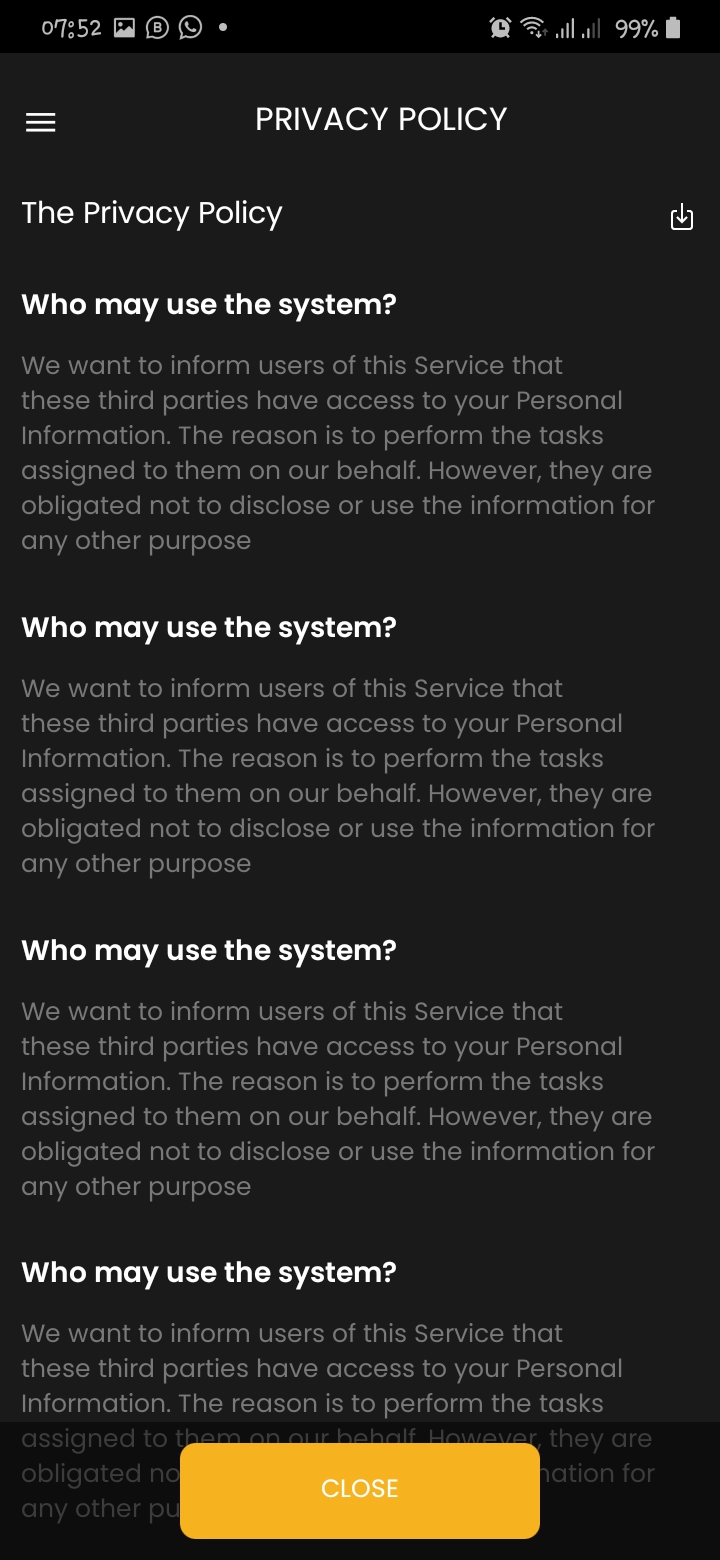 07:52
99%
PRIVACY POLICY
The Privacy Policy
Who may use the system?
We want to inform users of this Service that
these third parties have access to your Personal
Information. The reason is to perform the tasks
assigned to them on our behalf. However, they are
obligated not to disclose or use the information for
any other purpose
Who may use the system?
We want to inform users of this Service that
these third parties have access to your Personal
Information. The reason is to perform the tasks
assigned to them on our behalf. However, they are
obligated not to disclose or use the information for
any other purpose
Who may use the system?
We want to inform users of this Service that
these third parties have access to your Personal
Information. The reason is to perform the tasks
assigned to them on our behalf. However, they are
obligated not to disclose or use the information for
any other purpose
Who may use the system?
We want to inform users of this Service that
these third parties have access to your Personal
Information. The reason is to perform the tasks
assigned to them on our behalf. However, they are
obligated for
any other
CLOSE